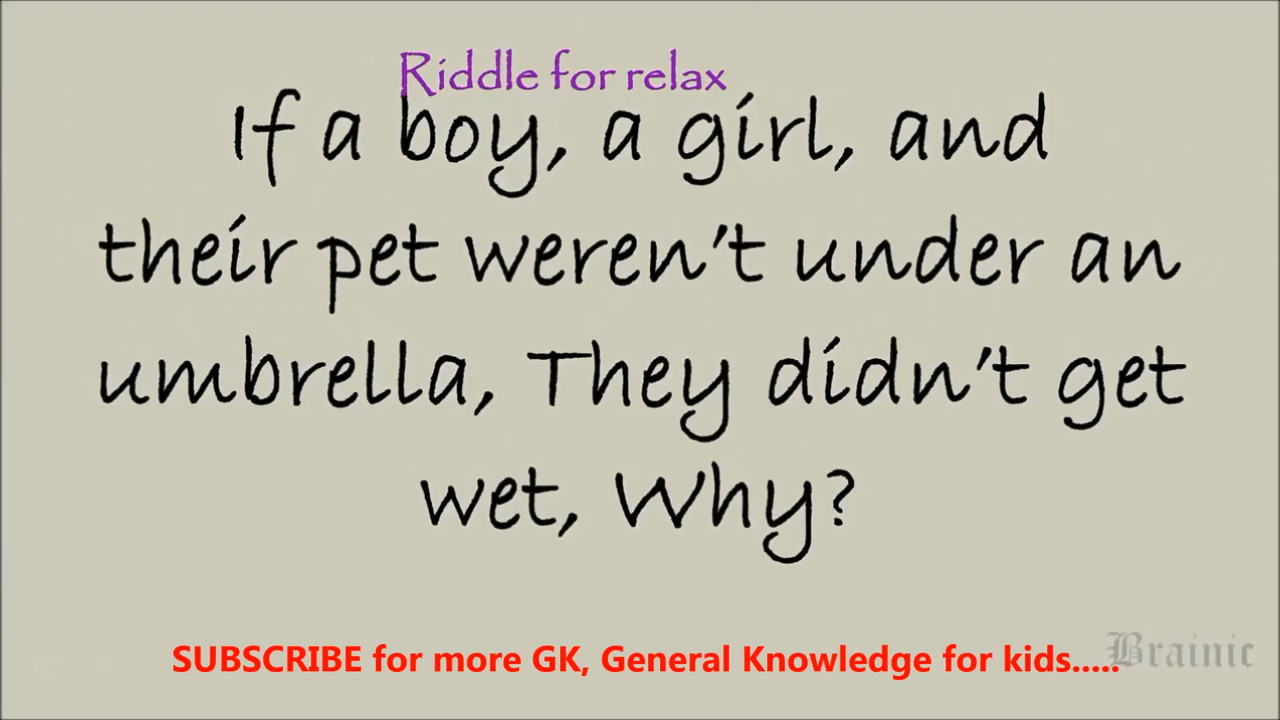 Riddle for relax
If a boy, a girl, and
their pet weren't under an
umbrella, They didn't get
wet, Why?
SUBSCRIBE for more GK, General Knowledge for kids.....
Brainic